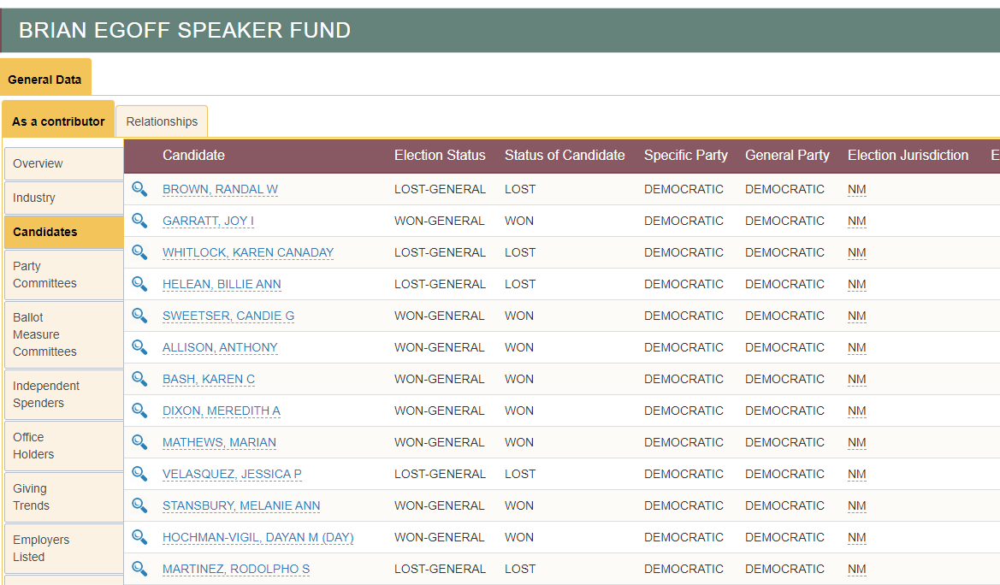 BRIAN EGOFF SPEAKER FUND
General Data
As a contributor Relationships
Overview
Industry
Candidates
Party
Committees
Ballot
Measure
Committees
Independent
Spenders
Office
Holders
Giving
Trends
Employers
Listed
Candidate Election Status Status of Candidate Specific Party General Party Election Jurisdiction E
BROWN, RANDAL W LOST-GENERAL LOST DEMOCRATIC DEMOCRATIC NM
GARRATT, JOY I WON-GENERAL WON DEMOCRATIC DEMOCRATIC NM
WHITLOCK, KAREN CANADAY LOST-GENERAL LOST DEMOCRATIC DEMOCRATIC NM
HELEAN, BILLIE ANN LOST-GENERAL LOST DEMOCRATIC DEMOCRATIC NM
SWEETSER, CANDIE G WON-GENERAL WON DEMOCRATIC DEMOCRATIC NM
ALLISON, ANTHONY WON-GENERAL WON DEMOCRATIC DEMOCRATIC NM
BASH, KAREN C WON-GENERAL WON DEMOCRATIC DEMOCRATIC NM
DIXON, MEREDITH A WON-GENERAL WON DEMOCRATIC DEMOCRATIC NM
MATHEWS, MARIAN WON-GENERAL WON DEMOCRATIC DEMOCRATIC NM
VELASQUEZ, JESSICA P LOST-GENERAL LOST DEMOCRATIC DEMOCRATIC NM
STANSBURY, MELANIE ANN WON-GENERAL WON DEMOCRATIC DEMOCRATIC NM
HOCHMAN-VIGIL, DAYAN M (DAY) WON-GENERAL WON DEMOCRATIC DEMOCRATIC NM
MARTINEZ, RODOLPHO S LOST-GENERAL LOST DEMOCRATIC DEMOCRATIC NM